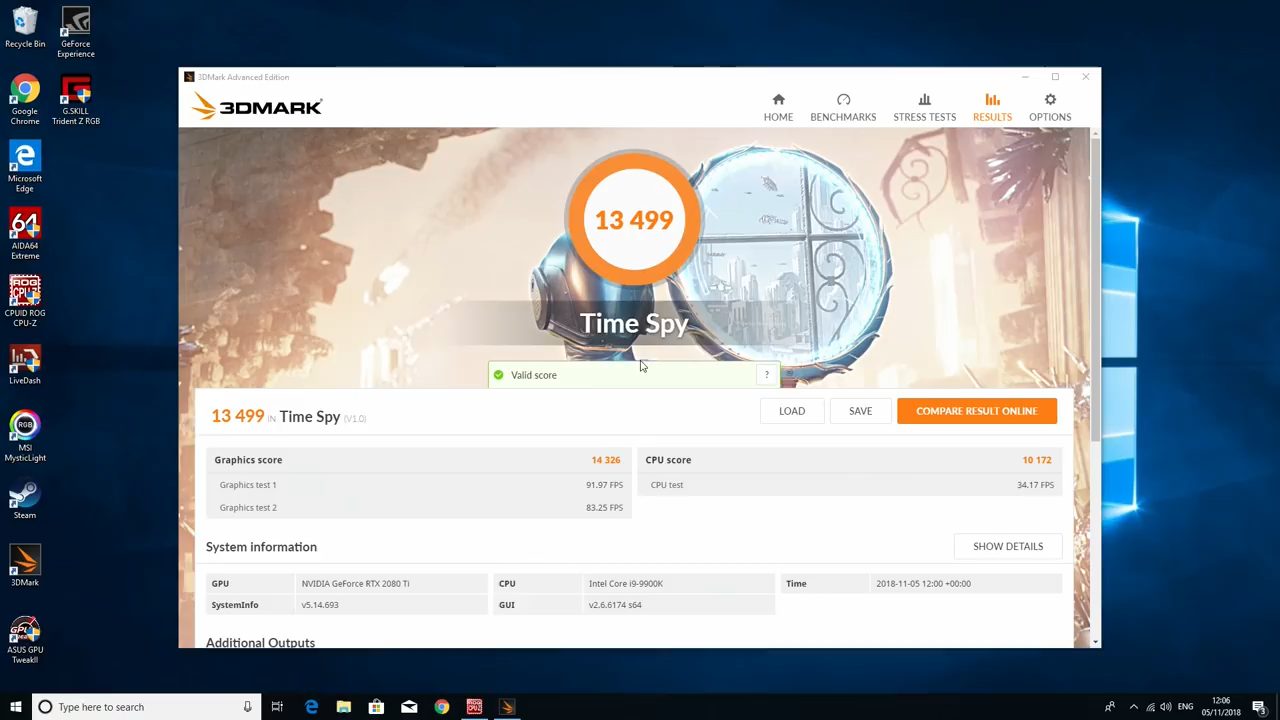 Recycle Bin
GeForce
Experience
Google
Chrome
G.SKILL
Trident Z RGB
Microsoft
Edge
64
AIDA64
Extreme
CPUID ROG
CPU-Z
LiveDash
RGB
MSI
MysticLight
Steam
3DMark
ASUS GPU
TweakII
3DMark Advanced Edition
3DMARK
HOME
BENCHMARKS
STRESS TESTS
RESULTS
OPTIONS
13 499
Time Spy
Valid score
?
13 499 IN Time Spy (V1.0)
LOAD
SAVE
COMPARE RESULT ONLINE
Graphics score 14 326
Graphics test 1 91.97 FPS
Graphics test 2 83.25 FPS
CPU score 10 172
CPU test 34.17 FPS
System information
SHOW DETAILS
GPU NVIDIA GeForce RTX 2080 Ti
CPU Intel Core i9-9900K
Time 2018-11-05 12:00 +00:00
SystemInfo v5.14.693
GUI v2.6.6174 s64
Additional Outputs
Type here to search
ENG
12:06
05/11/2018
3